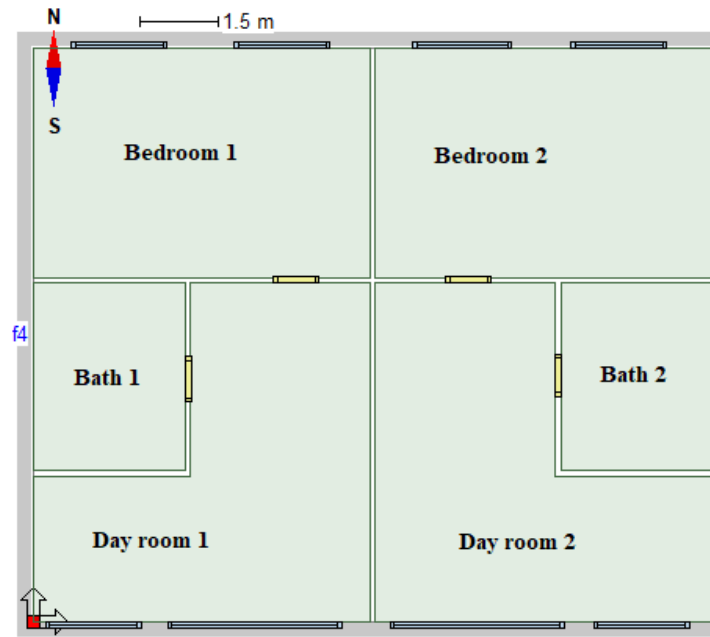 N
1.5 m
S
Bedroom 1
Bedroom 2
f4
Bath 1
Bath 2
Day room 1
Day room 2